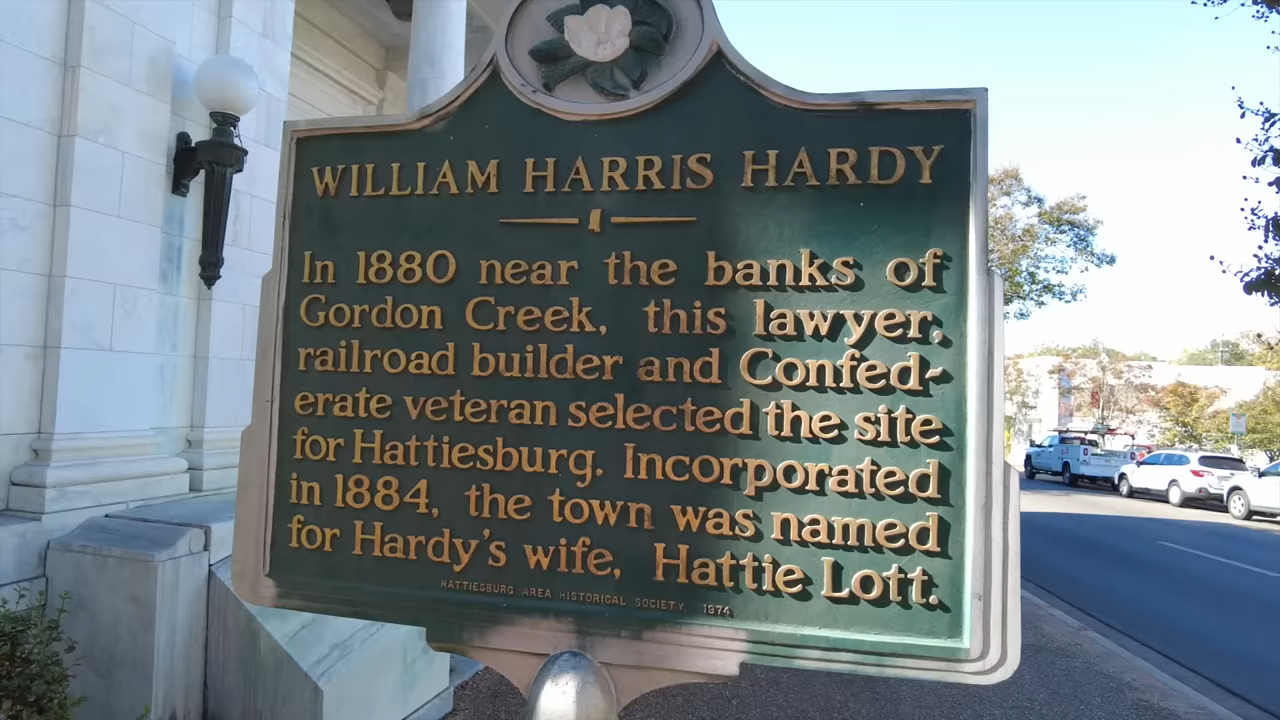 WILLIAM HARRIS HARDY
In 1880 near the banks of
Gordon Creek, this lawyer,
railroad builder and Confed-
erate veteran selected the site
for Hattiesburg. Incorporated
in 1884, the town was named
for Hardy's wife, Hattie Lott.
HATTIESBURG AREA HISTORICAL SOCIETY, 1974